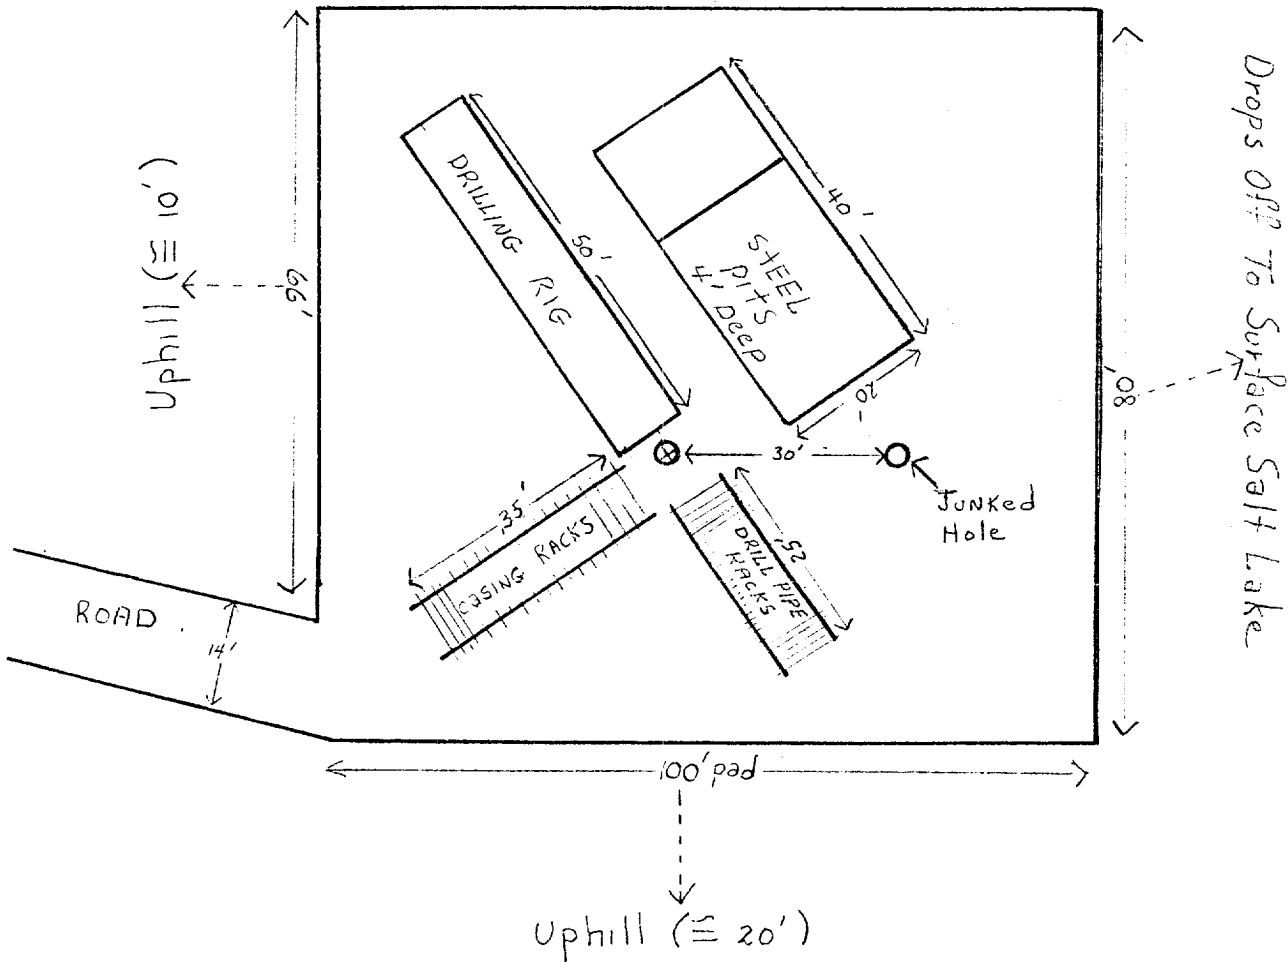 Drops Off To Surface Salt Lake
Uphill (≅ 10')
66'
80'
DRILLING RIG
50'
40'
STEEL
Pits
4' Deep
20'
30'
JUNKED
Hole
35'
CASING RACKS
25'
DRILL PIPE
RACKS
ROAD
14'
100' pad
Uphill (≅ 20')